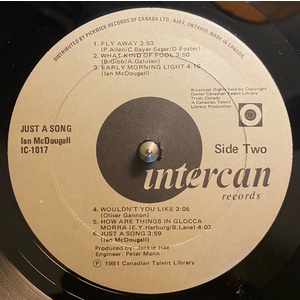 DISTRIBUTED BY PICKWICK RECORDS OF CANADA LTD., AJAX, ONTARIO. MADE IN CANADA.
1. FLY AWAY 3:53
(P.Allen/C.Bayer-Sager/D.Foster)
2. WHAT KIND OF FOOL 3:50
(B.Gibb/A.Galuten)
3. EARLY MORNING LIGHT 4:10
(Ian McDougall)
Broadcast Rights held by Copyright
Owner Canadian Talent Library
Trust, Canada
A Canadian Talent
Library Production
JUST A SONG
Ian McDougall
IC-1017
Side Two
intercan
records
4. WOULDN'T YOU LIKE 3:05
(Oliver Gannon)
5. HOW ARE THINGS IN GLOCCA
MORRA (E.Y.Harburg/B.Lane) 4:02
6. JUST A SONG 3:59
(Ian McDougall)
Produced by: Jackie Rae
Engineer: Peter Mann
Ⓟ 1981 Canadian Talent Library